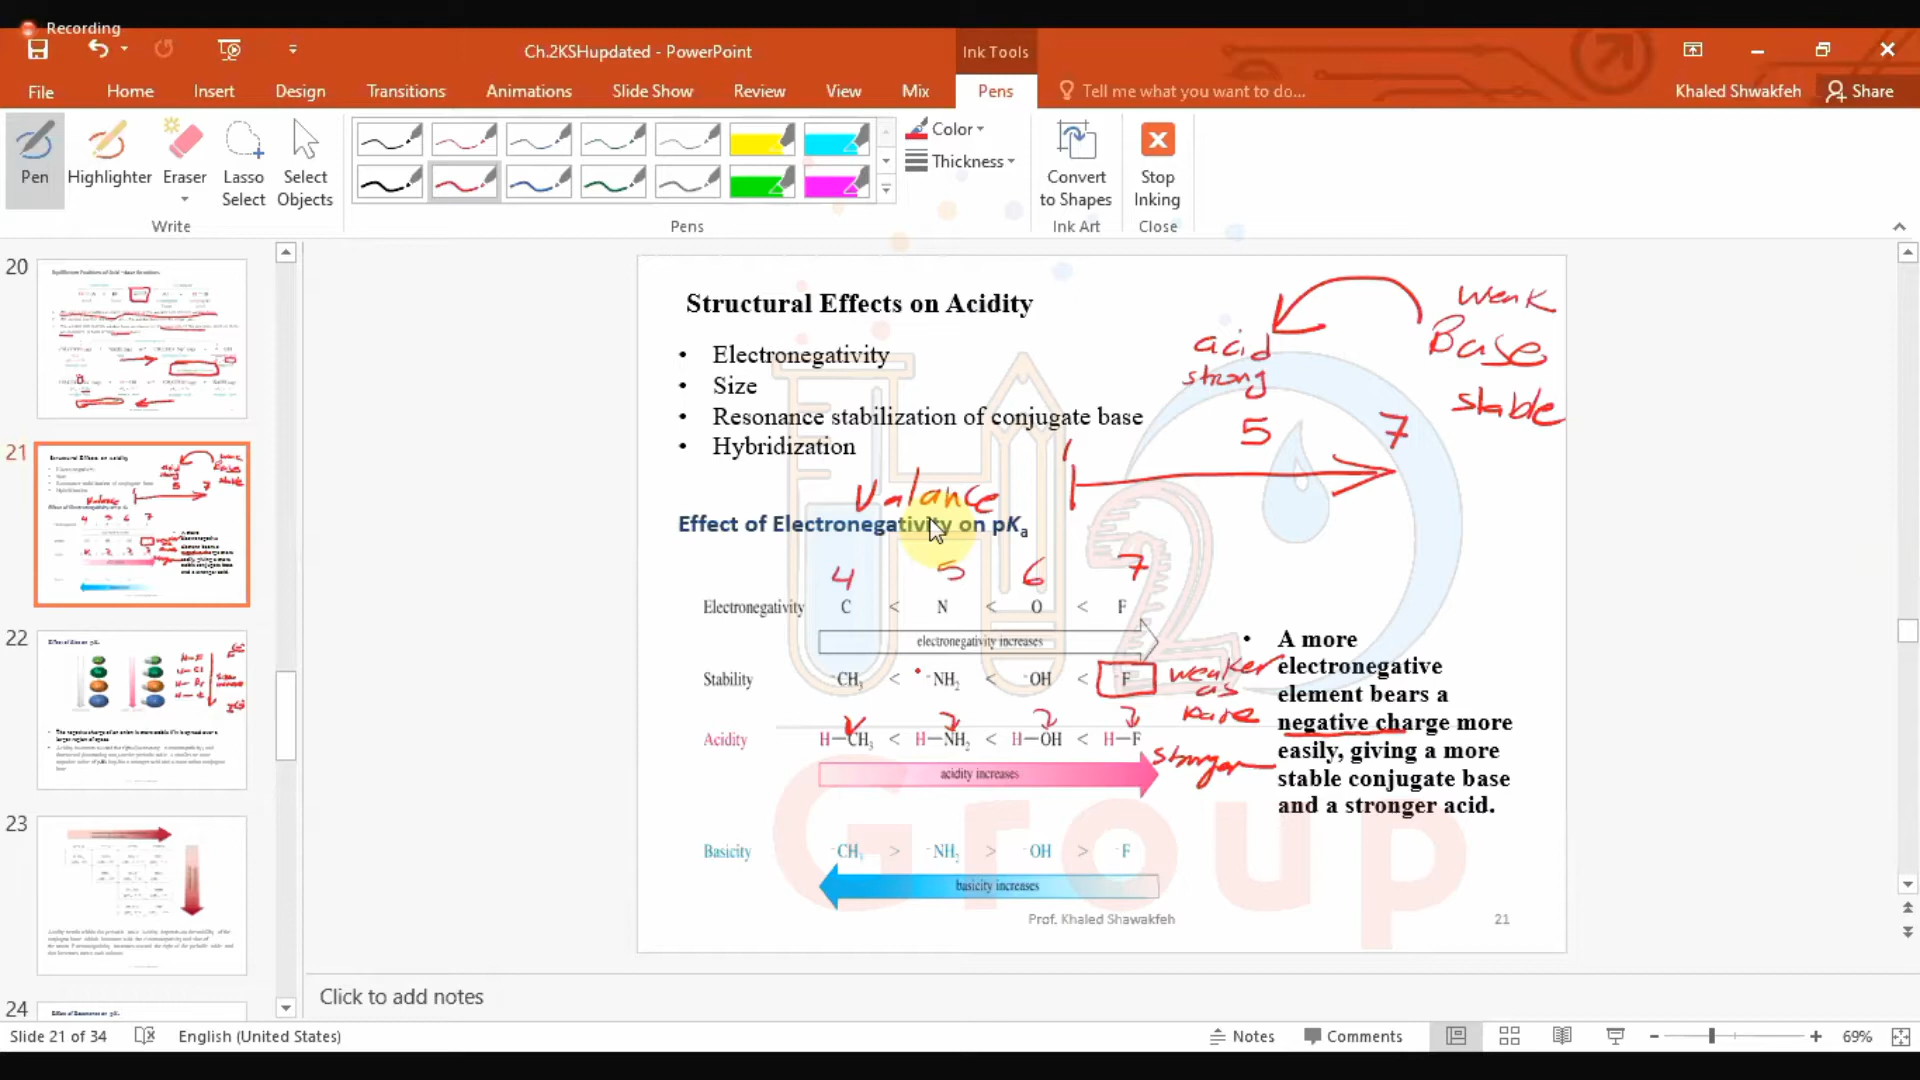 Recording
Ch.2KSHupdated - PowerPoint
Ink Tools
File
Home
Insert
Design
Transitions
Animations
Slide Show
Review
View
Mix
Pens
Tell me what you want to do...
Khaled Shwakfeh
Share
Pen
Highlighter
Eraser
Lasso Select
Select Objects
Color
Thickness
Convert to Shapes
Stop Inking
Write
Pens
Ink Art
Close
20
21
22
23
24
Structural Effects on Acidity
• Electronegativity
• Size
• Resonance stabilization of conjugate base
• Hybridization
weak
acid
Base
strong
stable
5 7
Valance
Effect of Electronegativity on pKa
4 5 6 7
Electronegativity C < N < O < F
electronegativity increases
Stability ⁻CH₃ < ⁻NH₂ < ⁻OH < ⁻F
weaker
as
Base
Acidity H—CH₃ < H—NH₂ < H—OH < H—F
stronger
acidity increases
Basicity ⁻CH₃ > ⁻NH₂ > ⁻OH > ⁻F
basicity increases
• A more
electronegative
element bears a
negative charge more
easily, giving a more
stable conjugate base
and a stronger acid.
H2
Group
Prof. Khaled Shawakfeh
21
Click to add notes
Slide 21 of 34
English (United States)
Notes
Comments
69%